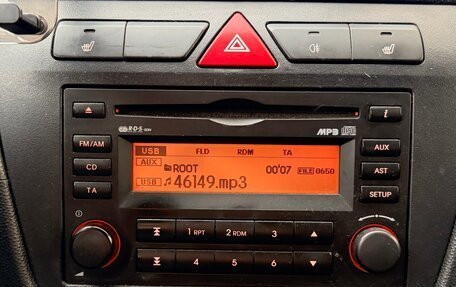 R·D·S EON
MP3
FM/AM
CD
TA
USB FLD RDM TA
AUX ROOT 00'07 FILE 0650
USB 46149.mp3
i
AUX
AST
SETUP
1 RPT 2 RDM 3
4 5 6